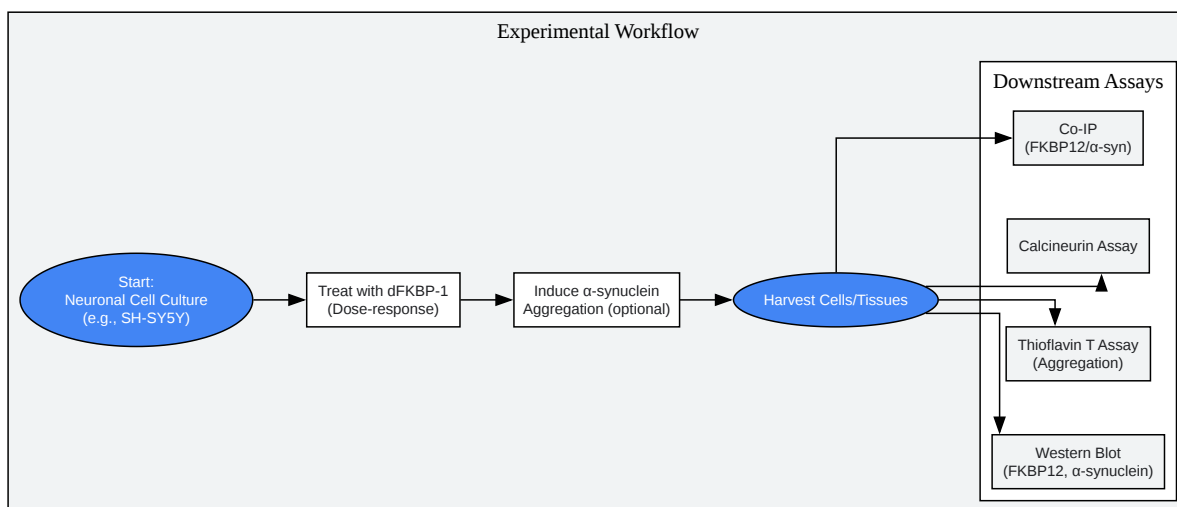 Experimental Workflow
Downstream Assays
Co-IP
(FKBP12/α-syn)
Calcineurin Assay
Start:
Neuronal Cell Culture
(e.g., SH-SY5Y)
Treat with dFKBP-1
(Dose-response)
Induce α-synuclein
Aggregation (optional)
Harvest Cells/Tissues
Thioflavin T Assay
(Aggregation)
Western Blot
(FKBP12, α-synuclein)